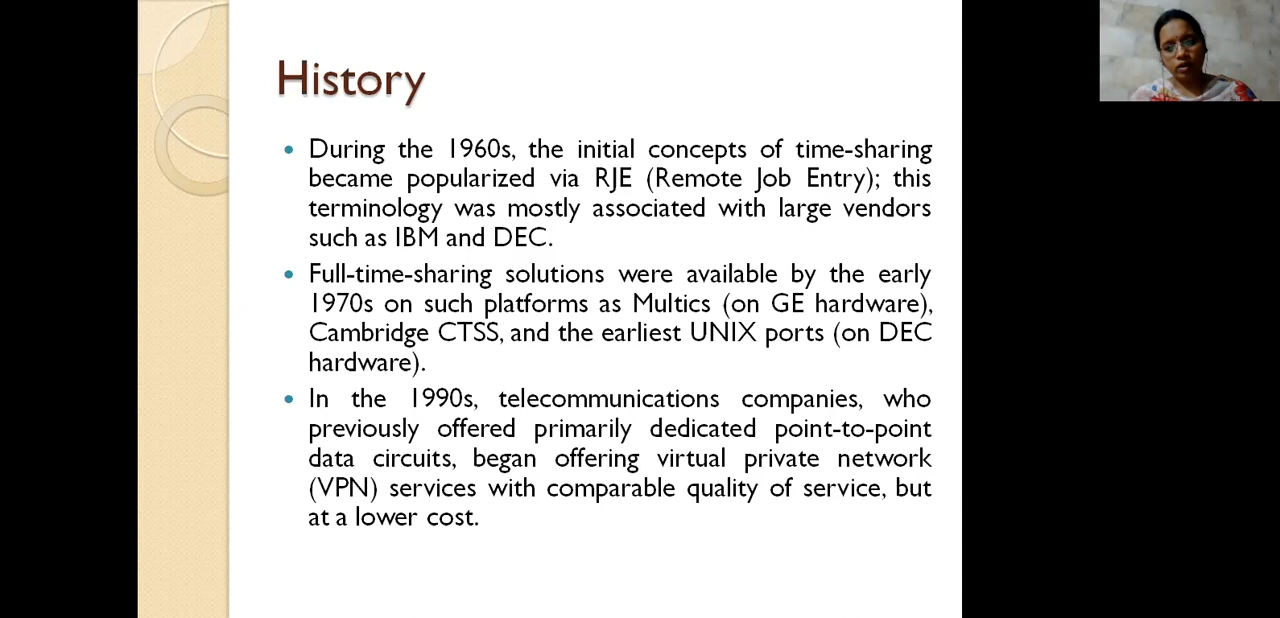 History
During the 1960s, the initial concepts of time-sharing
became popularized via RJE (Remote Job Entry); this
terminology was mostly associated with large vendors
such as IBM and DEC.
Full-time-sharing solutions were available by the early
1970s on such platforms as Multics (on GE hardware),
Cambridge CTSS, and the earliest UNIX ports (on DEC
hardware).
In the 1990s, telecommunications companies, who
previously offered primarily dedicated point-to-point
data circuits, began offering virtual private network
(VPN) services with comparable quality of service, but
at a lower cost.